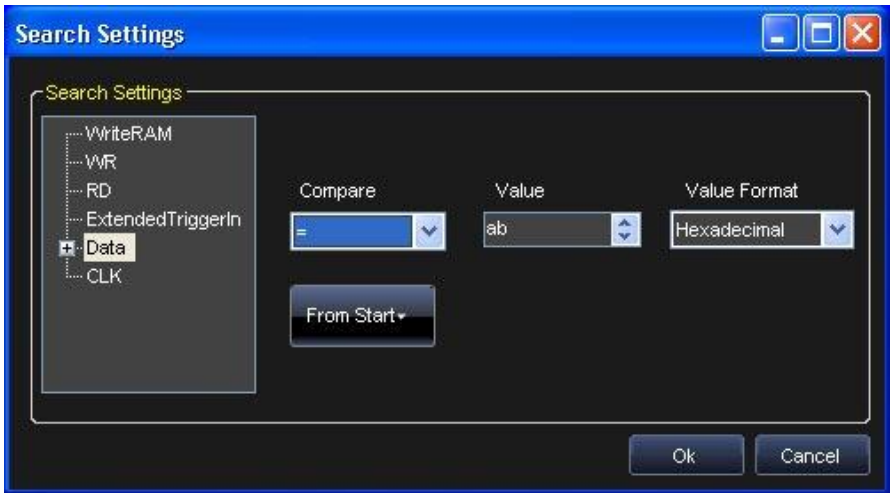 Search Settings
Search Settings
WriteRAM
WR
RD
ExtendedTriggerIn
Data
CLK
Compare Value Value Format
= ab Hexadecimal
From Start
Ok Cancel